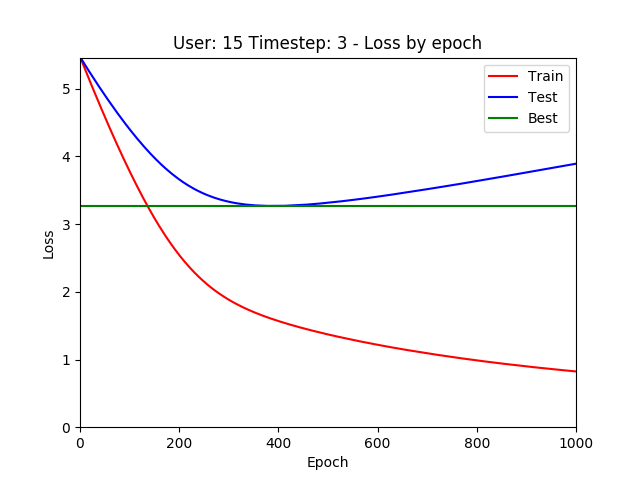 User: 15 Timestep: 3 - Loss by epoch
Train
Test
Best
5
4
3
2
1
0
Loss
0 200 400 600 800 1000
Epoch